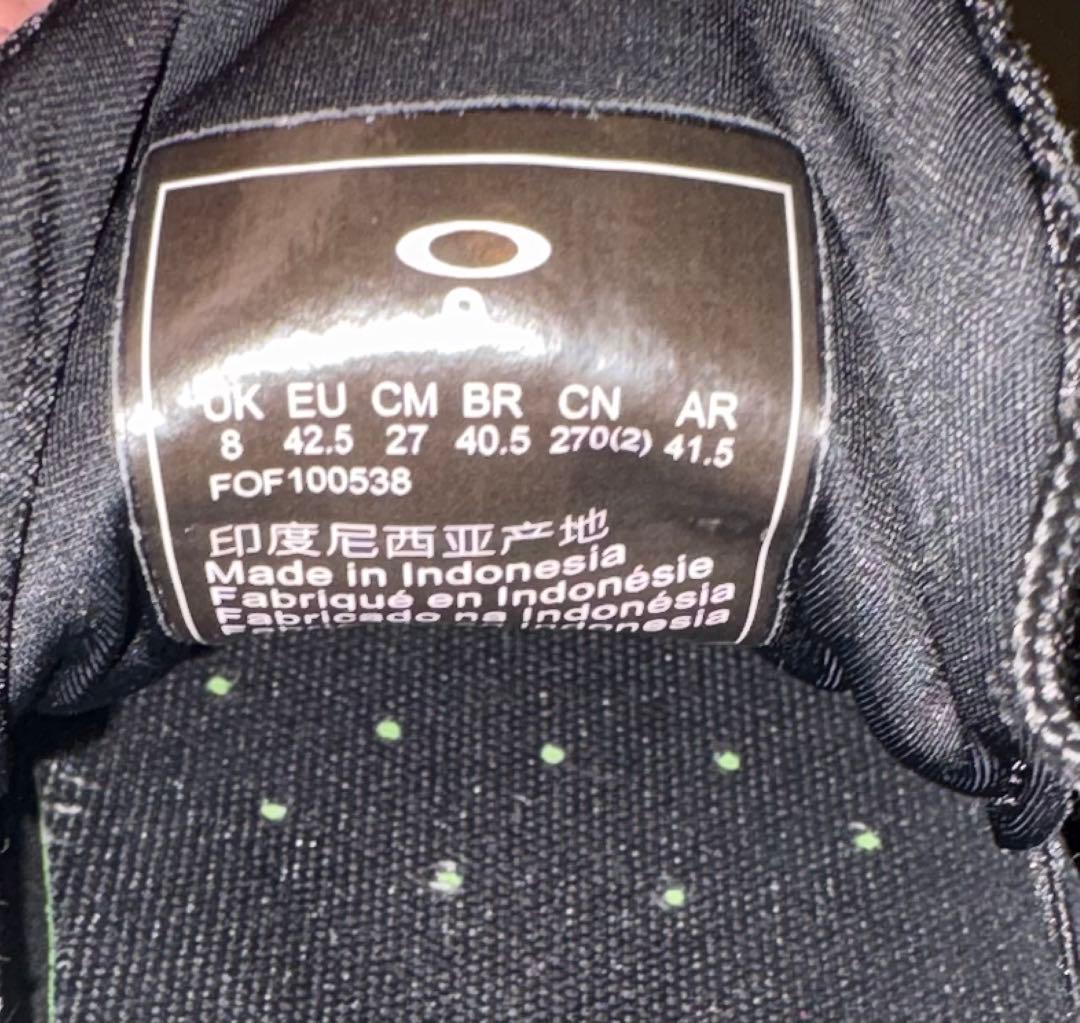 UK EU CM BR CN AR
8 42.5 27 40.5 270(2) 41.5
FOF100538
印度尼西亚产地
Made in Indonesia
Fabriqué en Indonésie
Fabricado na Indonésia
Indonesia